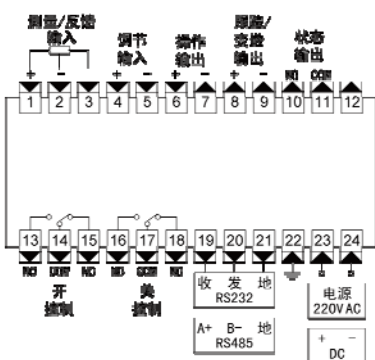 测量/反馈
输入
调节
输入
操作
输出
跟踪/
变送
输出
状态
输出
+ − + − + − + − NO COM
1 2 3 4 5 6 7 8 9 10 11 12
13 14 15 16 17 18 19 20 21 22 23 24
NO COM NO NO COM NO
开
控制
关
控制
收 发 地
RS232
A+ B- 地
RS485
电源
220VAC
+ −
DC